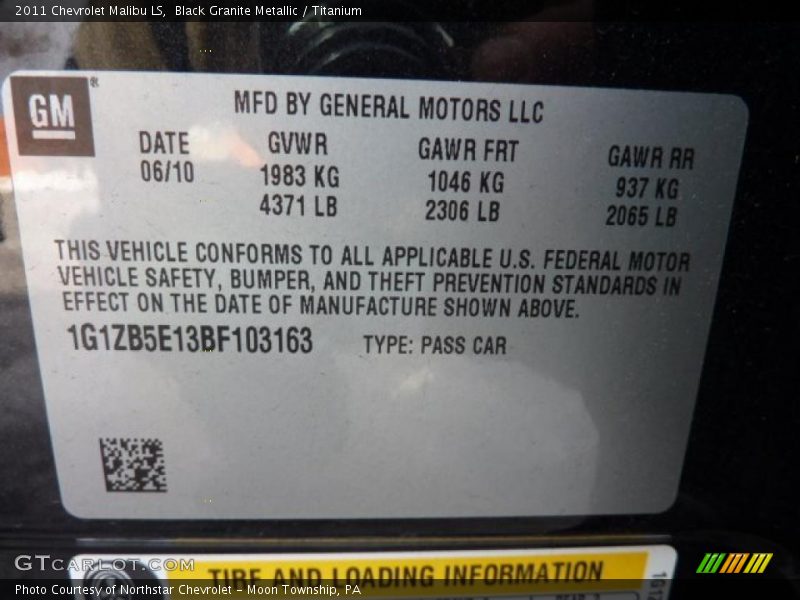 2011 Chevrolet Malibu LS, Black Granite Metallic / Titanium
GM®
MFD BY GENERAL MOTORS LLC
DATE GVWR GAWR FRT GAWR RR
06/10 1983 KG 1046 KG 937 KG
4371 LB 2306 LB 2065 LB
THIS VEHICLE CONFORMS TO ALL APPLICABLE U.S. FEDERAL MOTOR
VEHICLE SAFETY, BUMPER, AND THEFT PREVENTION STANDARDS IN
EFFECT ON THE DATE OF MANUFACTURE SHOWN ABOVE.
1G1ZB5E13BF103163 TYPE: PASS CAR
GTCARLOT.COM
TIRE AND LOADING INFORMATION
Photo Courtesy of Northstar Chevrolet – Moon Township, PA